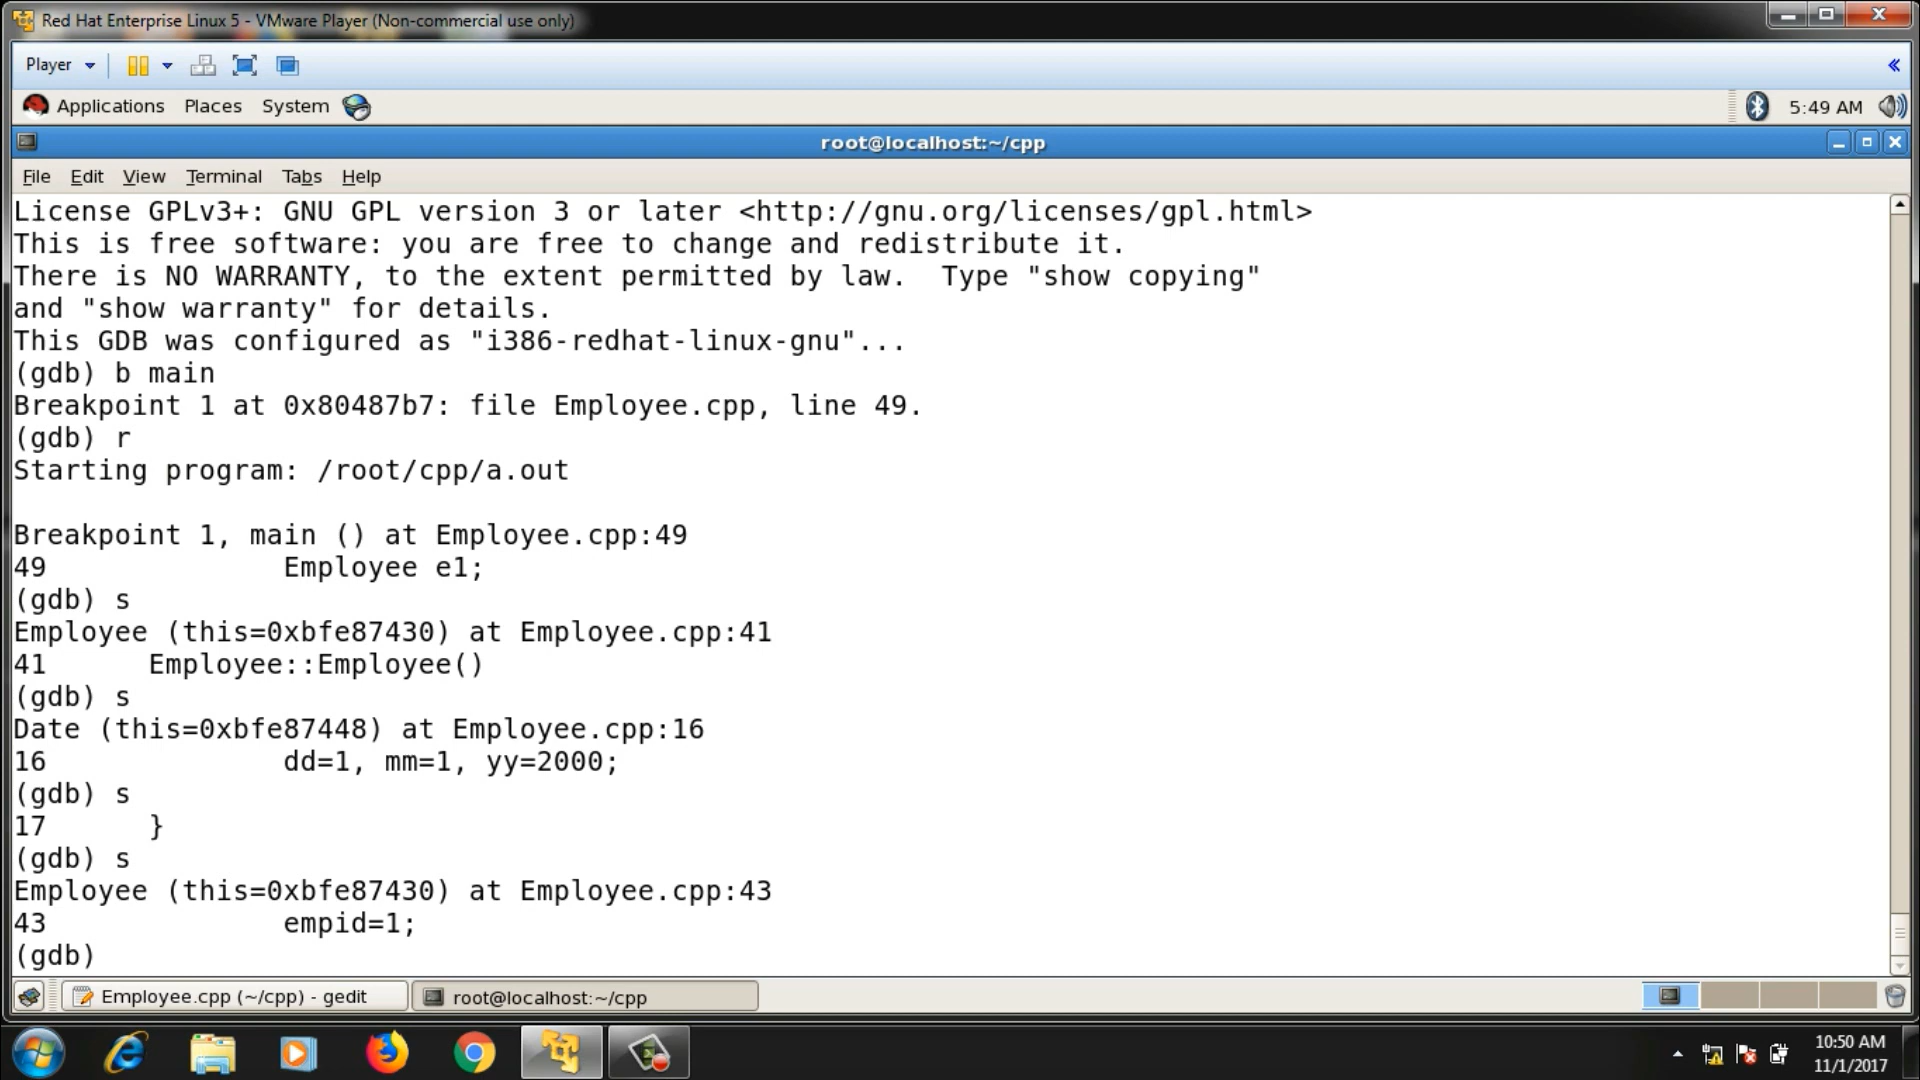 Red Hat Enterprise Linux 5 - VMware Player (Non-commercial use only)
Player
Applications Places System
5:49 AM
root@localhost:~/cpp
File Edit View Terminal Tabs Help
License GPLv3+: GNU GPL version 3 or later <http://gnu.org/licenses/gpl.html>
This is free software: you are free to change and redistribute it.
There is NO WARRANTY, to the extent permitted by law.  Type "show copying"
and "show warranty" for details.
This GDB was configured as "i386-redhat-linux-gnu"...
(gdb) b main
Breakpoint 1 at 0x80487b7: file Employee.cpp, line 49.
(gdb) r
Starting program: /root/cpp/a.out
Breakpoint 1, main () at Employee.cpp:49
49              Employee e1;
(gdb) s
Employee (this=0xbfe87430) at Employee.cpp:41
41      Employee::Employee()
(gdb) s
Date (this=0xbfe87448) at Employee.cpp:16
16              dd=1, mm=1, yy=2000;
(gdb) s
17      }
(gdb) s
Employee (this=0xbfe87430) at Employee.cpp:43
43              empid=1;
(gdb)
Employee.cpp (~/cpp) - gedit
root@localhost:~/cpp
10:50 AM
11/1/2017